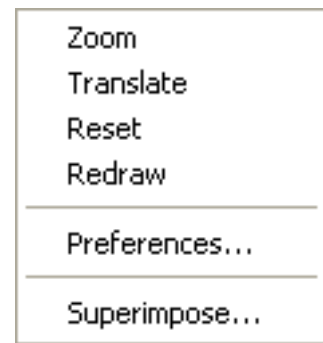 Zoom
Translate
Reset
Redraw
Preferences...
Superimpose...